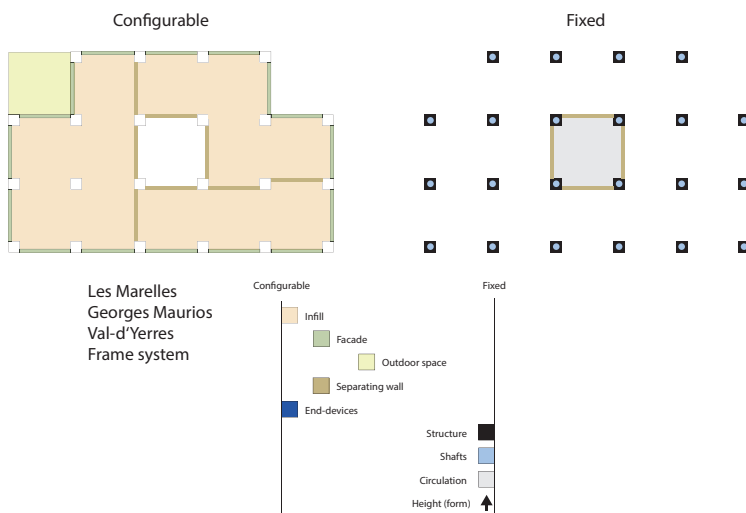 Configurable
Fixed
Les Marelles
Georges Maurios
Val-d'Yerres
Frame system
Configurable
Fixed
Infill
Facade
Outdoor space
Separating wall
End-devices
Structure
Shafts
Circulation
Height (form)